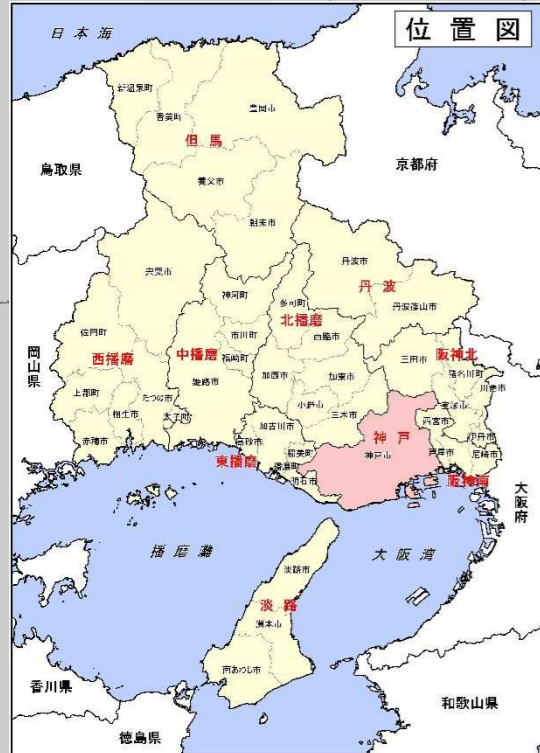 位置図
日本海
新温泉町
香美町
豊岡市
但馬
鳥取県
京都府
養父市
朝来市
宍粟市
丹波市
丹波
神河町
多可町
丹波篠山市
北播磨
佐用町
市川町
西脇市
岡山県
西播磨
中播磨
福崎町
三田市
阪神北
猪名川町
上郡町
姫路市
加西市
加東市
川西市
たつの市
相生市
太子町
小野市
三木市
宝塚市
西宮市
赤穂市
加古川市
高砂市
神戸
伊丹市
東播磨
稲美町
播磨町
神戸市
芦屋市
尼崎市
明石市
阪神南
大阪府
播磨灘
大阪湾
淡路市
淡路
洲本市
南あわじ市
香川県
徳島県
和歌山県